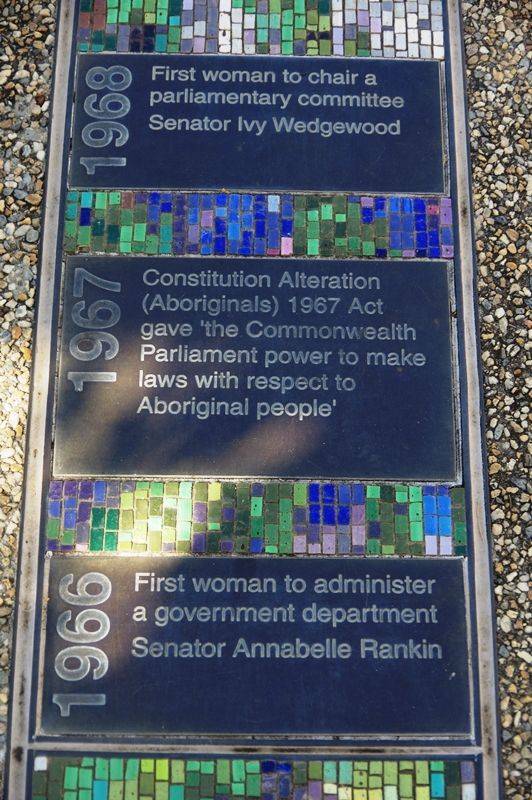 1968
First woman to chair a
parliamentary committee
Senator Ivy Wedgewood
1967
Constitution Alteration
(Aboriginals) 1967 Act
gave 'the Commonwealth
Parliament power to make
laws with respect to
Aboriginal people'
1966
First woman to administer
a government department
Senator Annabelle Rankin